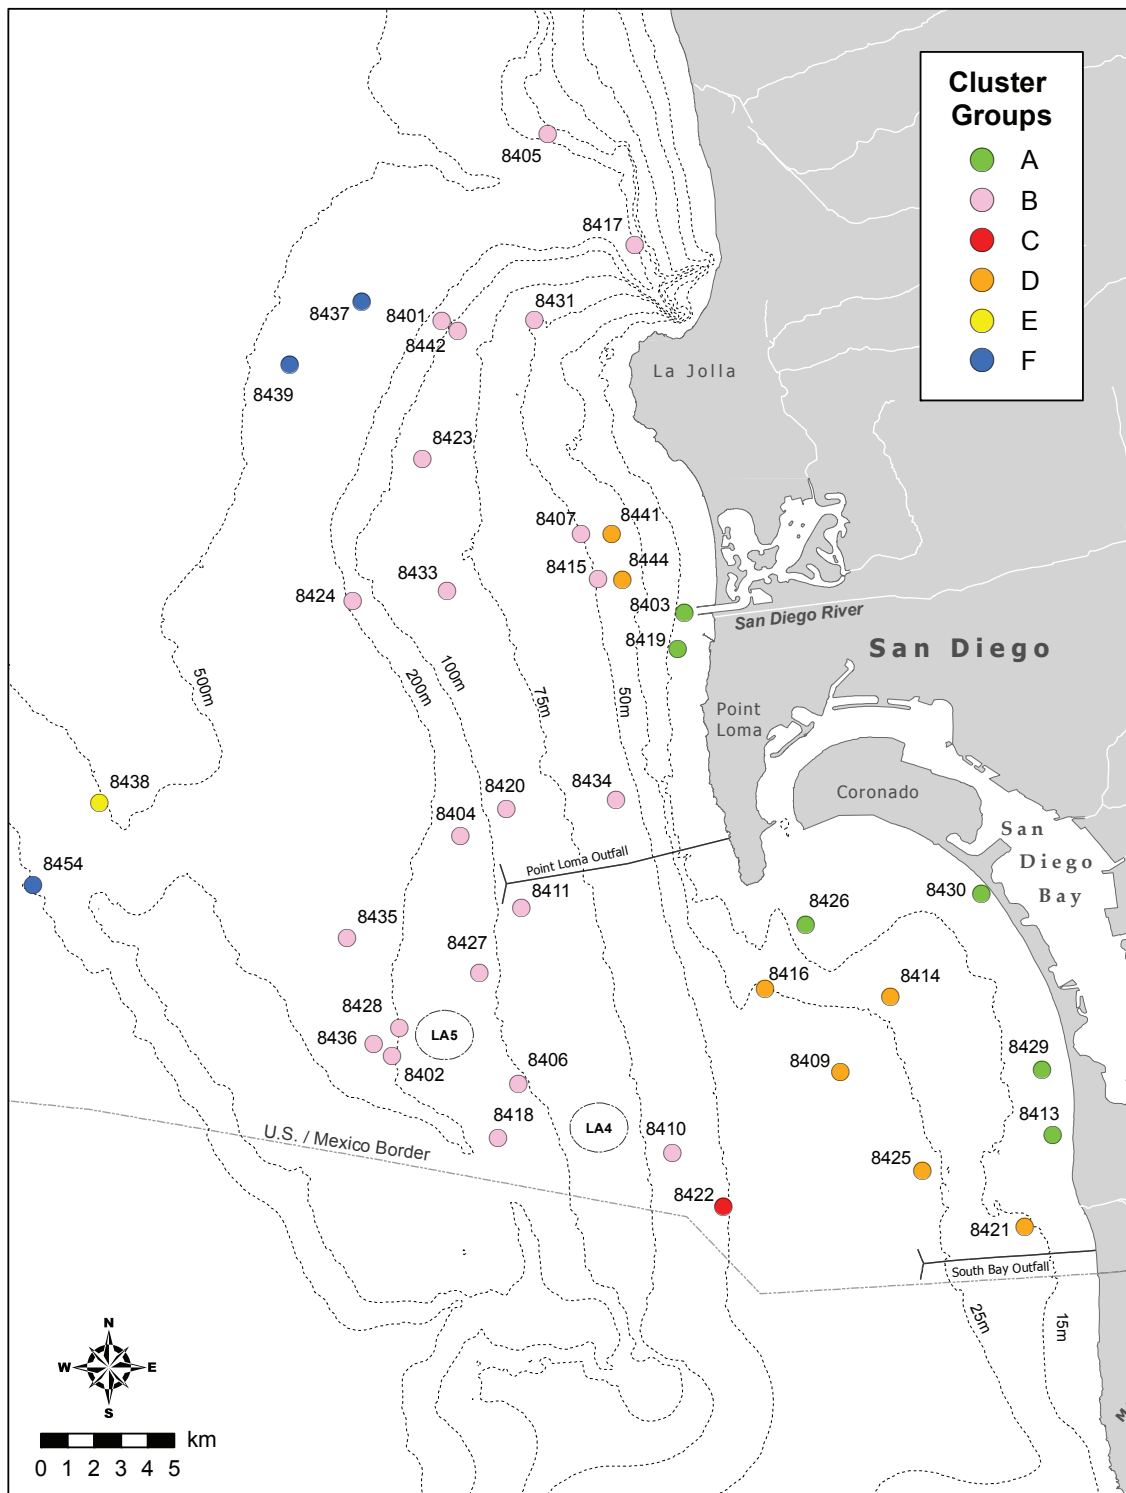 Cluster
Groups
A
B
C
D
E
F
8405
8417
8437
8401
8431
8442
8439
La Jolla
8423
8407
8441
8415
8444
8433
8424
8403
San Diego River
8419
San Diego
500m
200m
100m
75m
50m
Point
Loma
8438
8420
8434
Coronado
8404
San
Diego
Bay
Point Loma Outfall
8454
8411
8430
8426
8435
8427
8416
8414
8428
LA5
8436
8402
8406
8409
8429
8418
LA4
8413
8410
U.S. / Mexico Border
8425
8422
8421
South Bay Outfall
25m
15m
N
W E
S
km
0 1 2 3 4 5